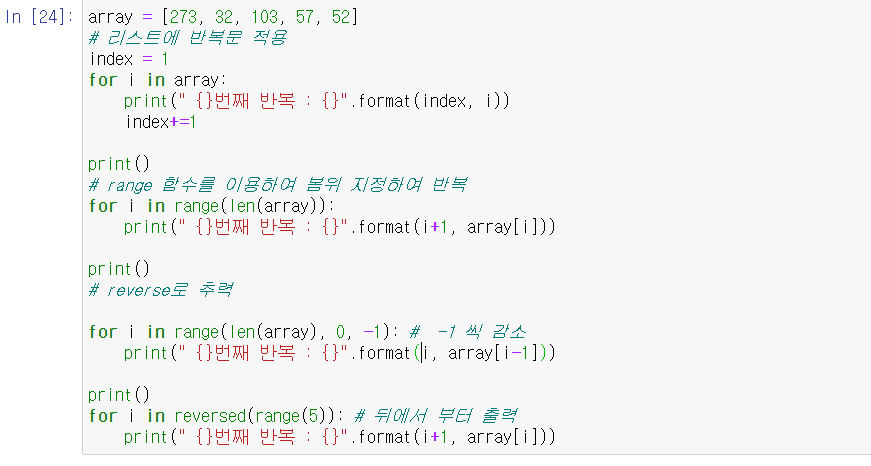 In [24]: array = [273, 32, 103, 57, 52]
# 리스트에 반복문 적용
index = 1
for i in array:
    print(" {}번째 반복 : {}".format(index, i))
    index+=1
print()
# range 함수를 이용하여 봄위 지정하여 반복
for i in range(len(array)):
    print(" {}번째 반복 : {}".format(i+1, array[i]))
print()
# reverse로 추력
for i in range(len(array), 0, -1): #  -1 씩 감소
    print(" {}번째 반복 : {}".format(i, array[i-1]))
print()
for i in reversed(range(5)): # 뒤에서 부터 출력
    print(" {}번째 반복 : {}".format(i+1, array[i]))